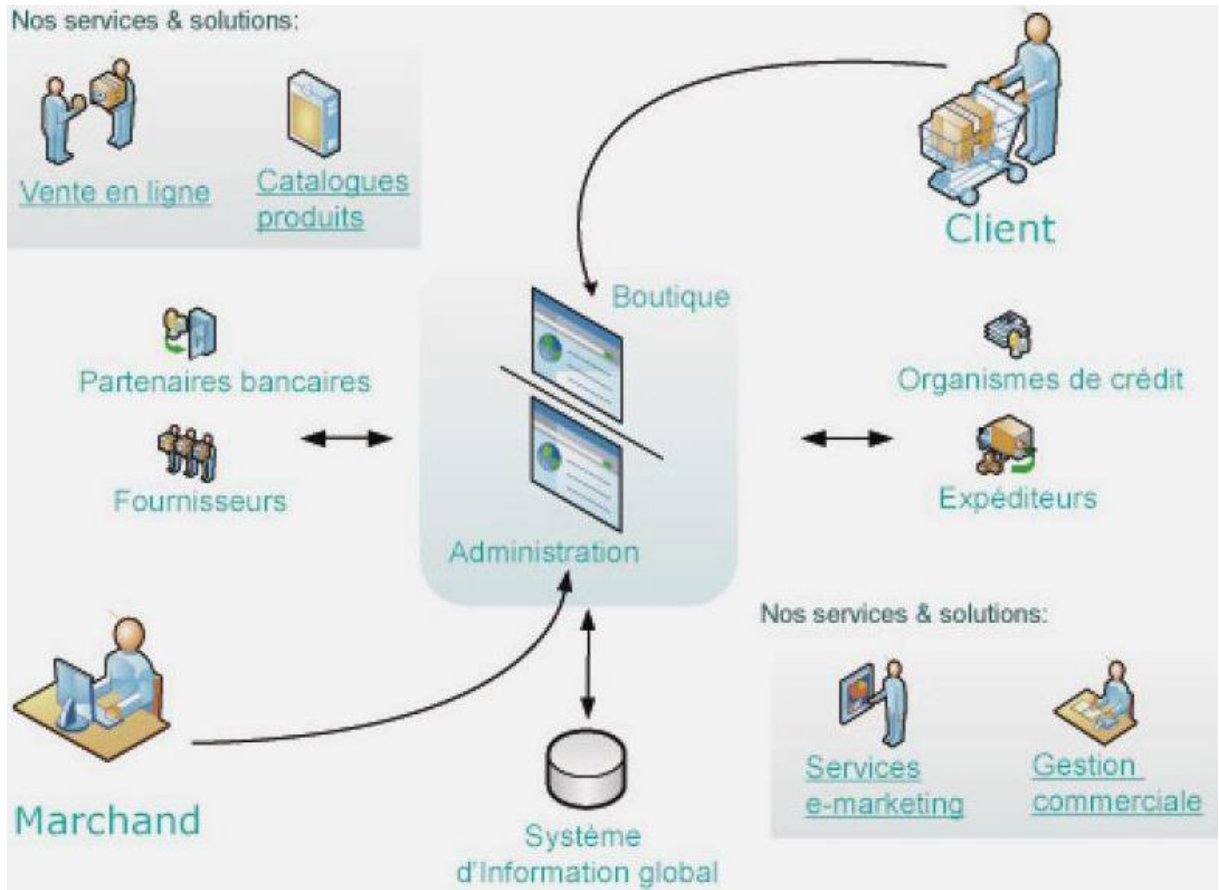 Nos services & solutions:
Vente en ligne
Catalogues
produits
Client
Boutique
Partenaires bancaires
Organismes de crédit
Fournisseurs
Expéditeurs
Administration
Nos services & solutions:
Services
e-marketing
Gestion
commerciale
Marchand
Système
d'Information global